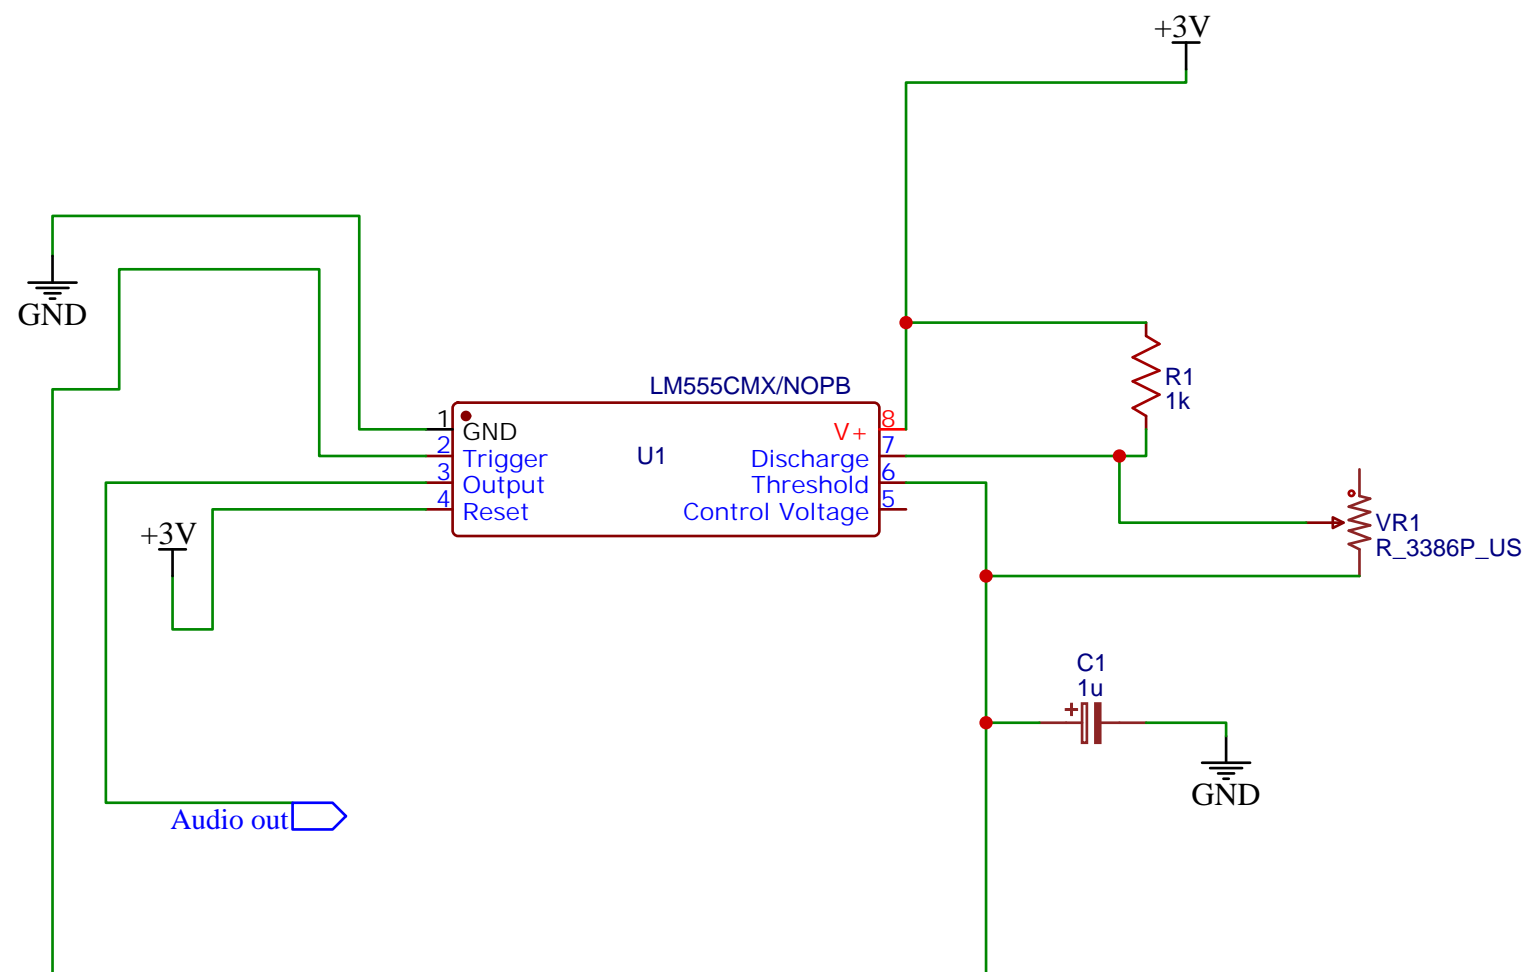 +3V
GND
LM555CMX/NOPB
R1
1k
1
GND
2
Trigger
3
Output
4
Reset
U1
V+
8
Discharge
7
Threshold
6
Control Voltage
5
+3V
VR1
R_3386P_US
C1
1u
+
GND
Audio out